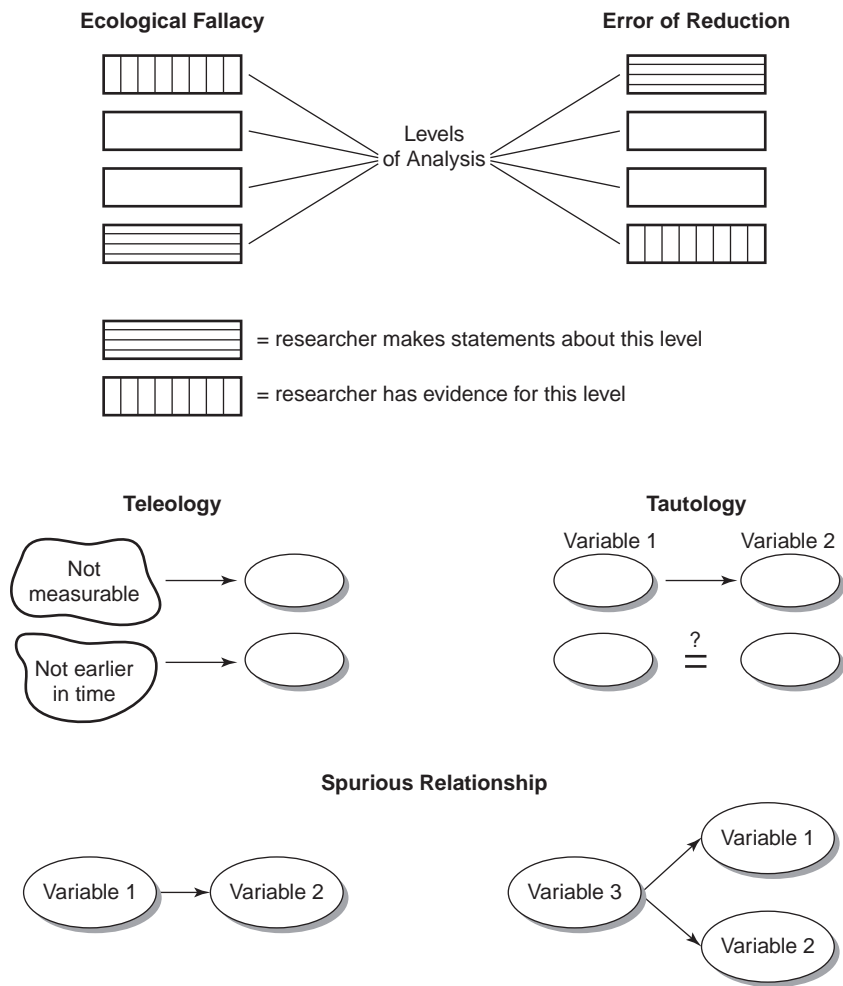 Ecological Fallacy
Error of Reduction
Levels
of Analysis
= researcher makes statements about this level
= researcher has evidence for this level
Teleology
Not
measurable
Not earlier
in time
Tautology
Variable 1 Variable 2
?
=
Spurious Relationship
Variable 1 Variable 2
Variable 3
Variable 1
Variable 2